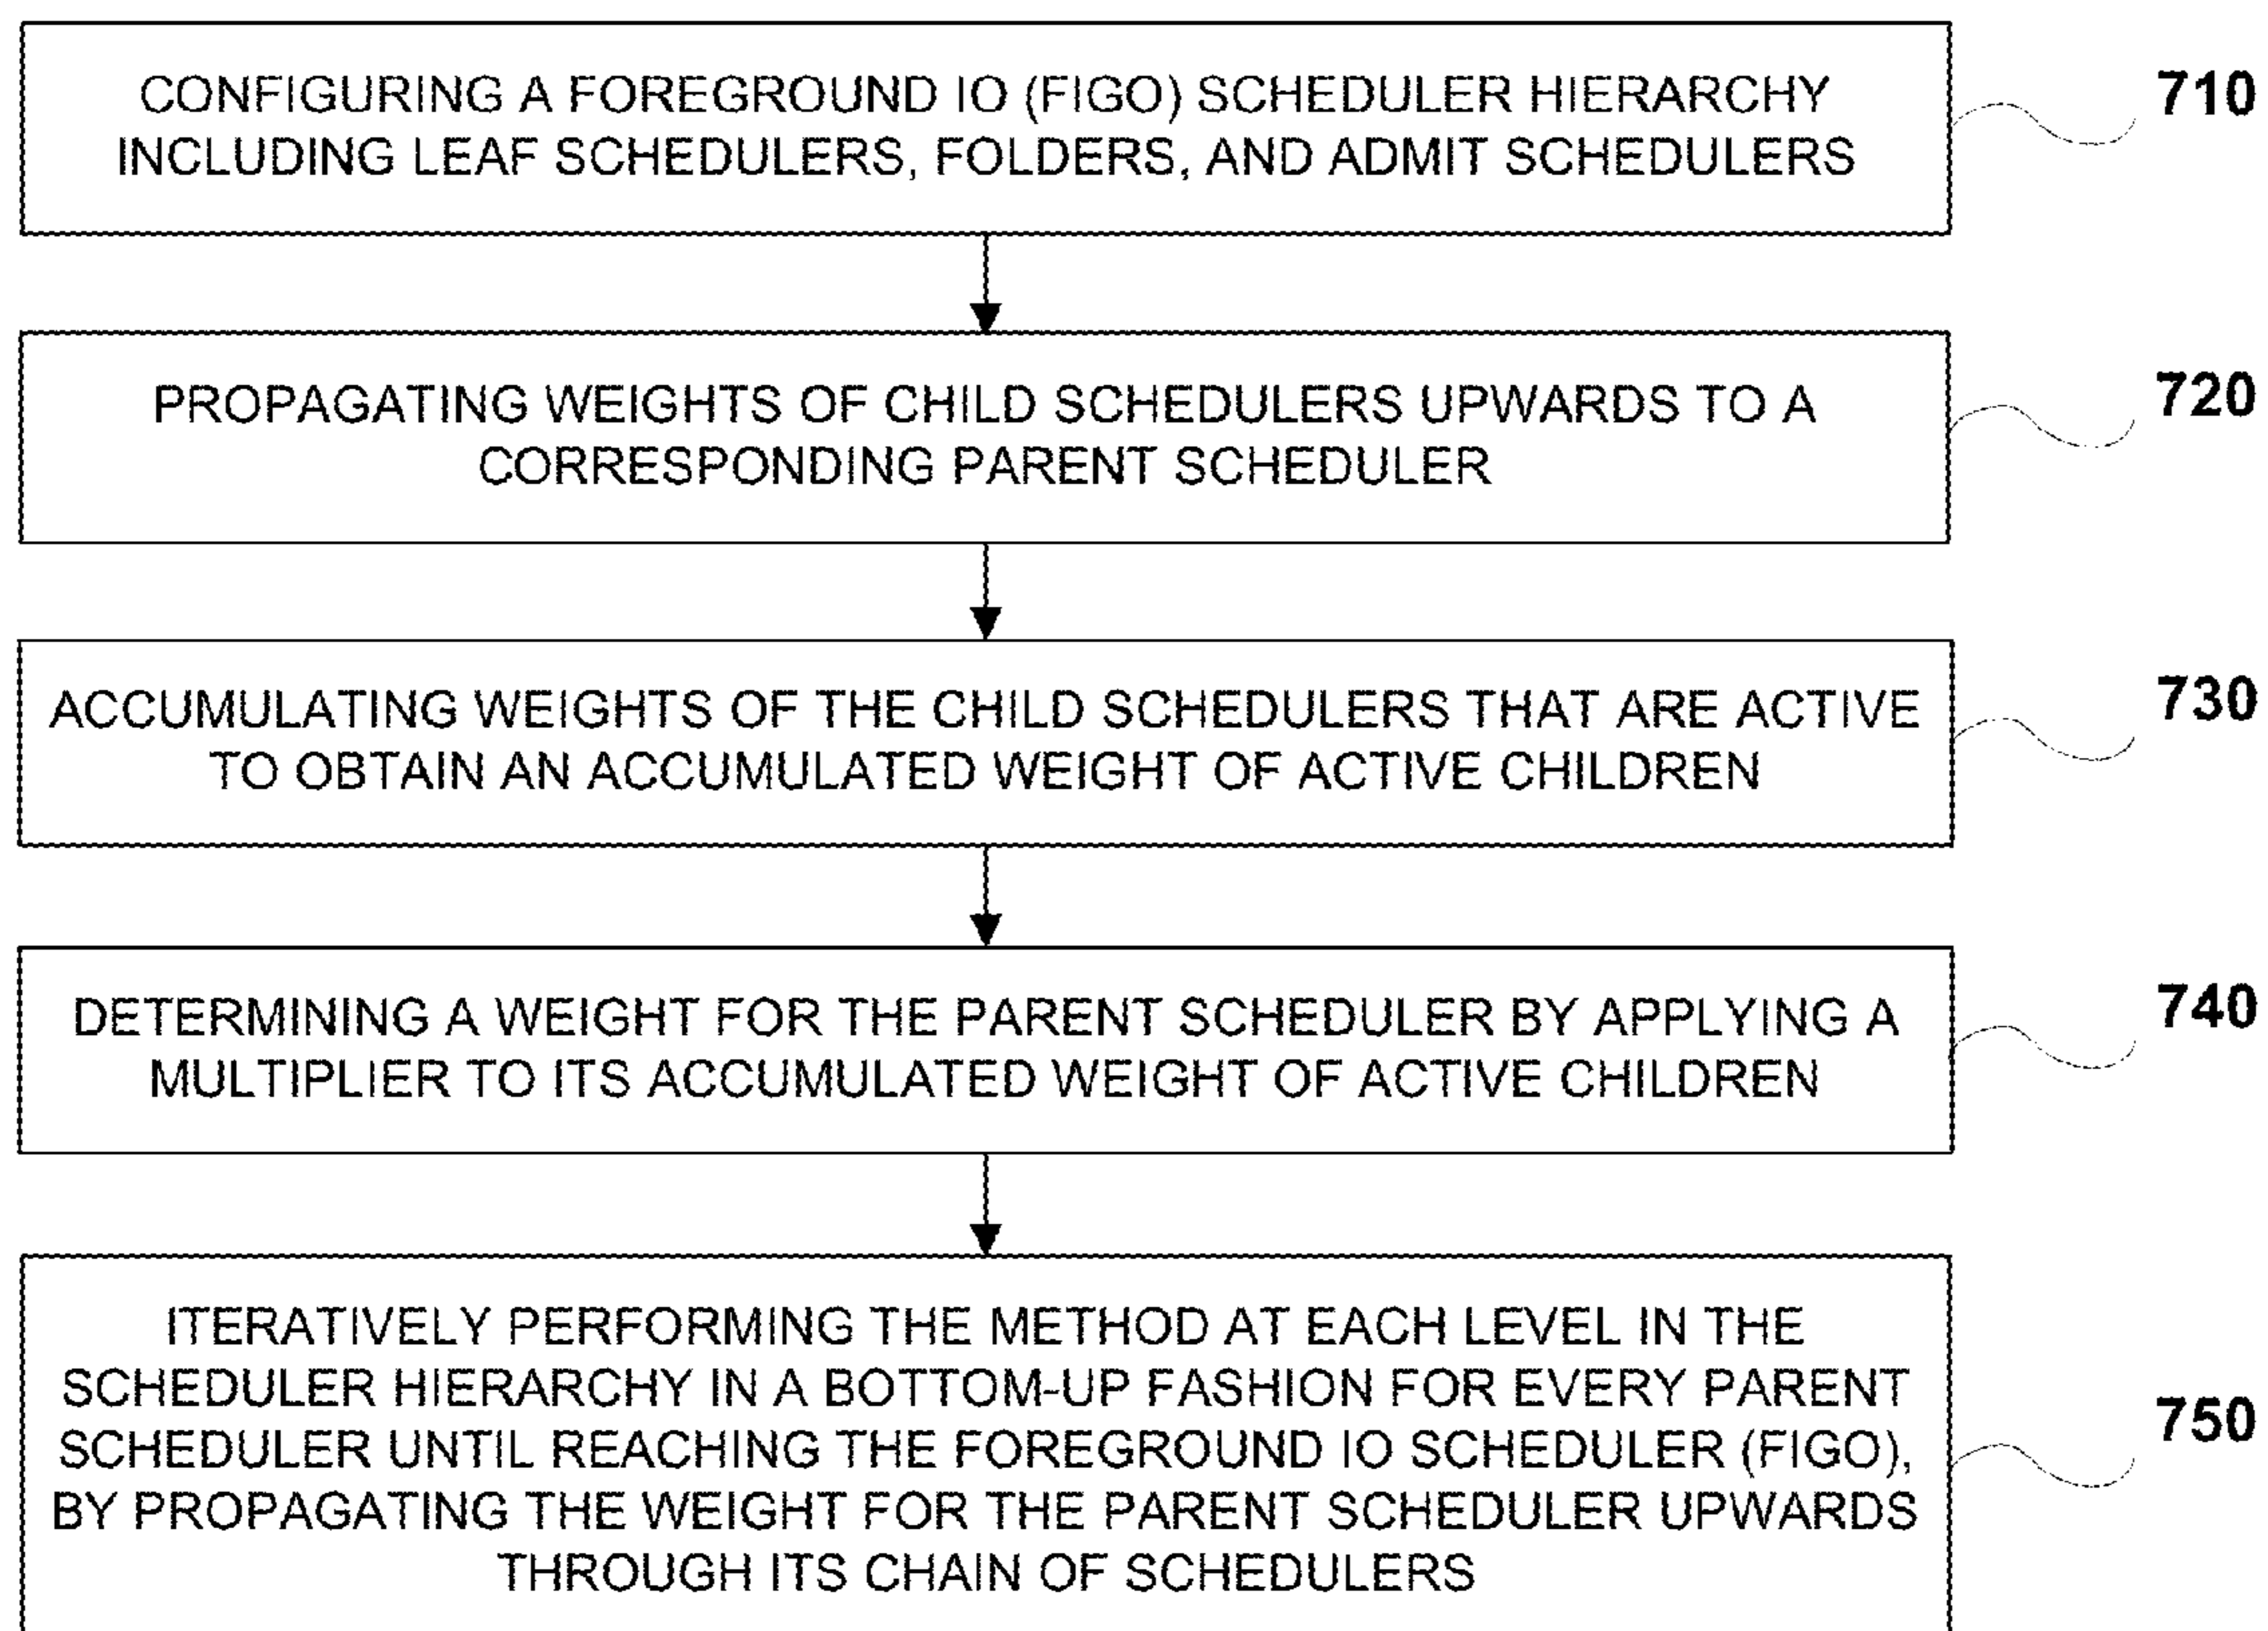 CONFIGURING A FOREGROUND IO (FIGO) SCHEDULER HIERARCHY
INCLUDING LEAF SCHEDULERS, FOLDERS, AND ADMIT SCHEDULERS
710
PROPAGATING WEIGHTS OF CHILD SCHEDULERS UPWARDS TO A
CORRESPONDING PARENT SCHEDULER
720
ACCUMULATING WEIGHTS OF THE CHILD SCHEDULERS THAT ARE ACTIVE
TO OBTAIN AN ACCUMULATED WEIGHT OF ACTIVE CHILDREN
730
DETERMINING A WEIGHT FOR THE PARENT SCHEDULER BY APPLYING A
MULTIPLIER TO ITS ACCUMULATED WEIGHT OF ACTIVE CHILDREN
740
ITERATIVELY PERFORMING THE METHOD AT EACH LEVEL IN THE
SCHEDULER HIERARCHY IN A BOTTOM-UP FASHION FOR EVERY PARENT
SCHEDULER UNTIL REACHING THE FOREGROUND IO SCHEDULER (FIGO),
BY PROPAGATING THE WEIGHT FOR THE PARENT SCHEDULER UPWARDS
THROUGH ITS CHAIN OF SCHEDULERS
750